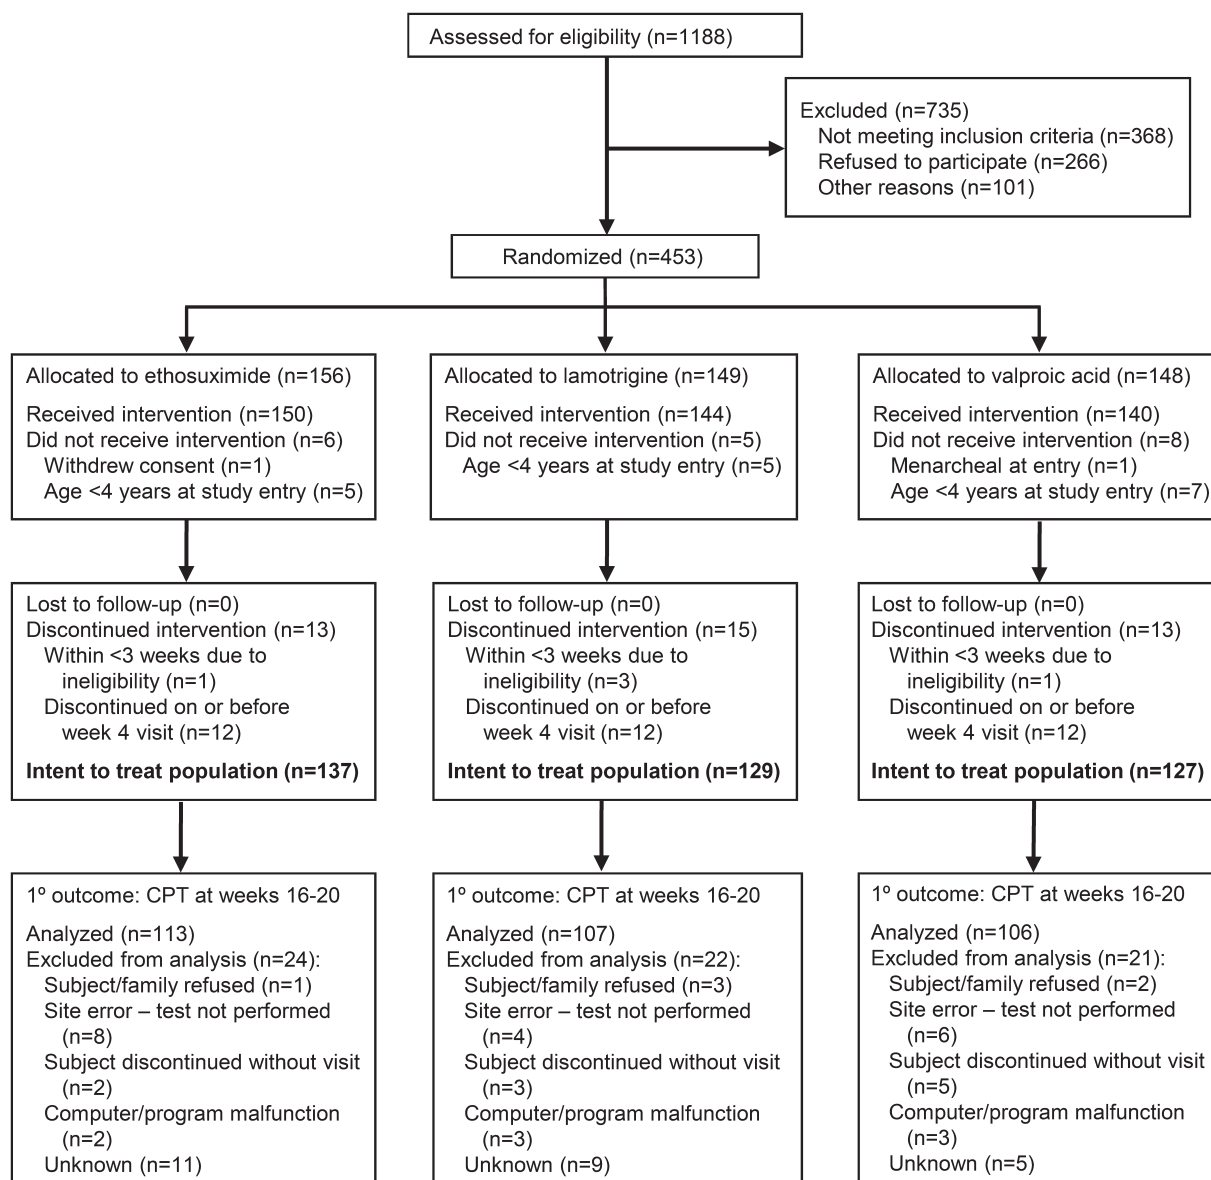 Assessed for eligibility (n=1188)
Excluded (n=735)
Not meeting inclusion criteria (n=368)
Refused to participate (n=266)
Other reasons (n=101)
Randomized (n=453)
Allocated to ethosuximide (n=156)
Received intervention (n=150)
Did not receive intervention (n=6)
Withdrew consent (n=1)
Age <4 years at study entry (n=5)
Allocated to lamotrigine (n=149)
Received intervention (n=144)
Did not receive intervention (n=5)
Age <4 years at study entry (n=5)
Allocated to valproic acid (n=148)
Received intervention (n=140)
Did not receive intervention (n=8)
Menarcheal at entry (n=1)
Age <4 years at study entry (n=7)
Lost to follow-up (n=0)
Discontinued intervention (n=13)
Within <3 weeks due to
ineligibility (n=1)
Discontinued on or before
week 4 visit (n=12)
Intent to treat population (n=137)
Lost to follow-up (n=0)
Discontinued intervention (n=15)
Within <3 weeks due to
ineligibility (n=3)
Discontinued on or before
week 4 visit (n=12)
Intent to treat population (n=129)
Lost to follow-up (n=0)
Discontinued intervention (n=13)
Within <3 weeks due to
ineligibility (n=1)
Discontinued on or before
week 4 visit (n=12)
Intent to treat population (n=127)
1º outcome: CPT at weeks 16-20
Analyzed (n=113)
Excluded from analysis (n=24):
Subject/family refused (n=1)
Site error – test not performed
(n=8)
Subject discontinued without visit
(n=2)
Computer/program malfunction
(n=2)
Unknown (n=11)
1º outcome: CPT at weeks 16-20
Analyzed (n=107)
Excluded from analysis (n=22):
Subject/family refused (n=3)
Site error – test not performed
(n=4)
Subject discontinued without visit
(n=3)
Computer/program malfunction
(n=3)
Unknown (n=9)
1º outcome: CPT at weeks 16-20
Analyzed (n=106)
Excluded from analysis (n=21):
Subject/family refused (n=2)
Site error – test not performed
(n=6)
Subject discontinued without visit
(n=5)
Computer/program malfunction
(n=3)
Unknown (n=5)